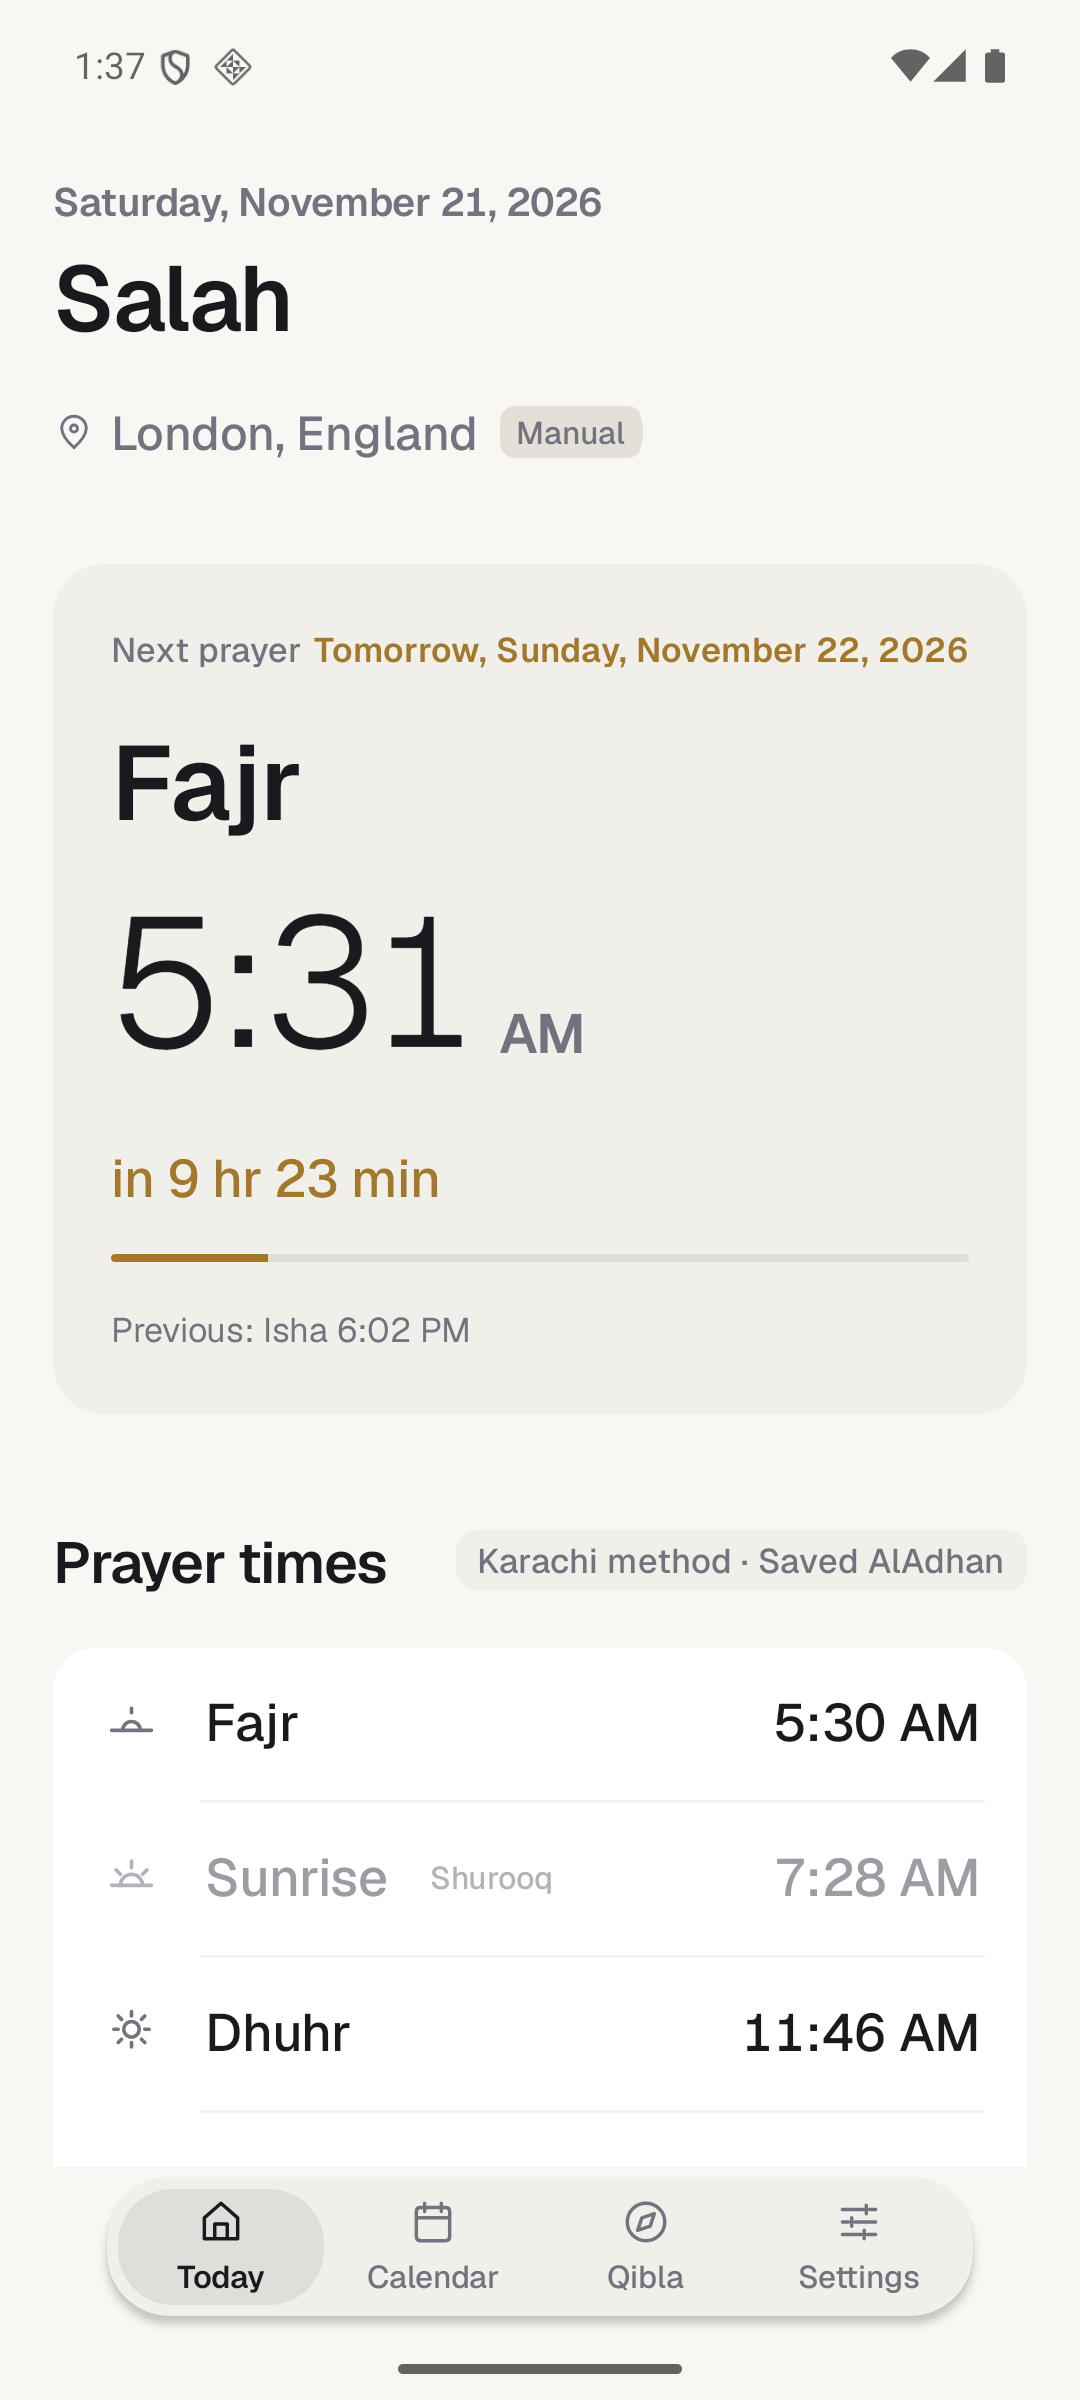 1:37
Saturday, November 21, 2026
Salah
London, England Manual
Next prayer Tomorrow, Sunday, November 22, 2026
Fajr
5:31 AM
in 9 hr 23 min
Previous: Isha 6:02 PM
Prayer times Karachi method · Saved AlAdhan
Fajr 5:30 AM
Sunrise Shurooq 7:28 AM
Dhuhr 11:46 AM
Today Calendar Qibla Settings